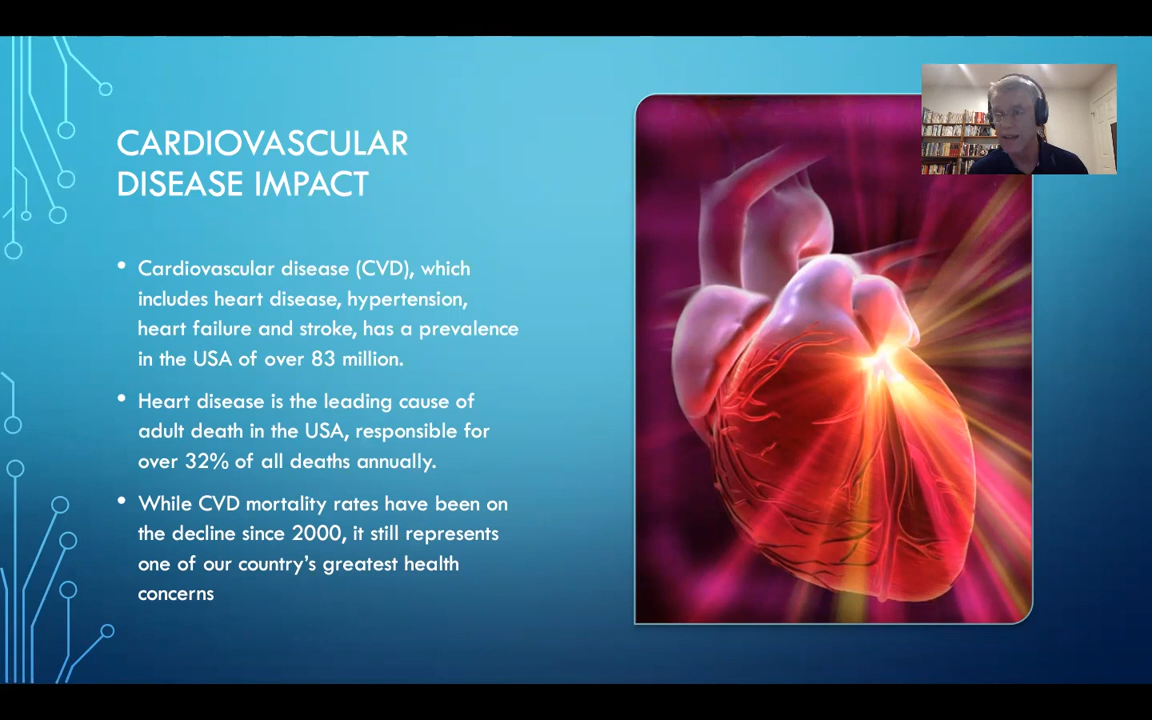 CARDIOVASCULAR
DISEASE IMPACT
• Cardiovascular disease (CVD), which
includes heart disease, hypertension,
heart failure and stroke, has a prevalence
in the USA of over 83 million.
• Heart disease is the leading cause of
adult death in the USA, responsible for
over 32% of all deaths annually.
• While CVD mortality rates have been on
the decline since 2000, it still represents
one of our country’s greatest health
concerns